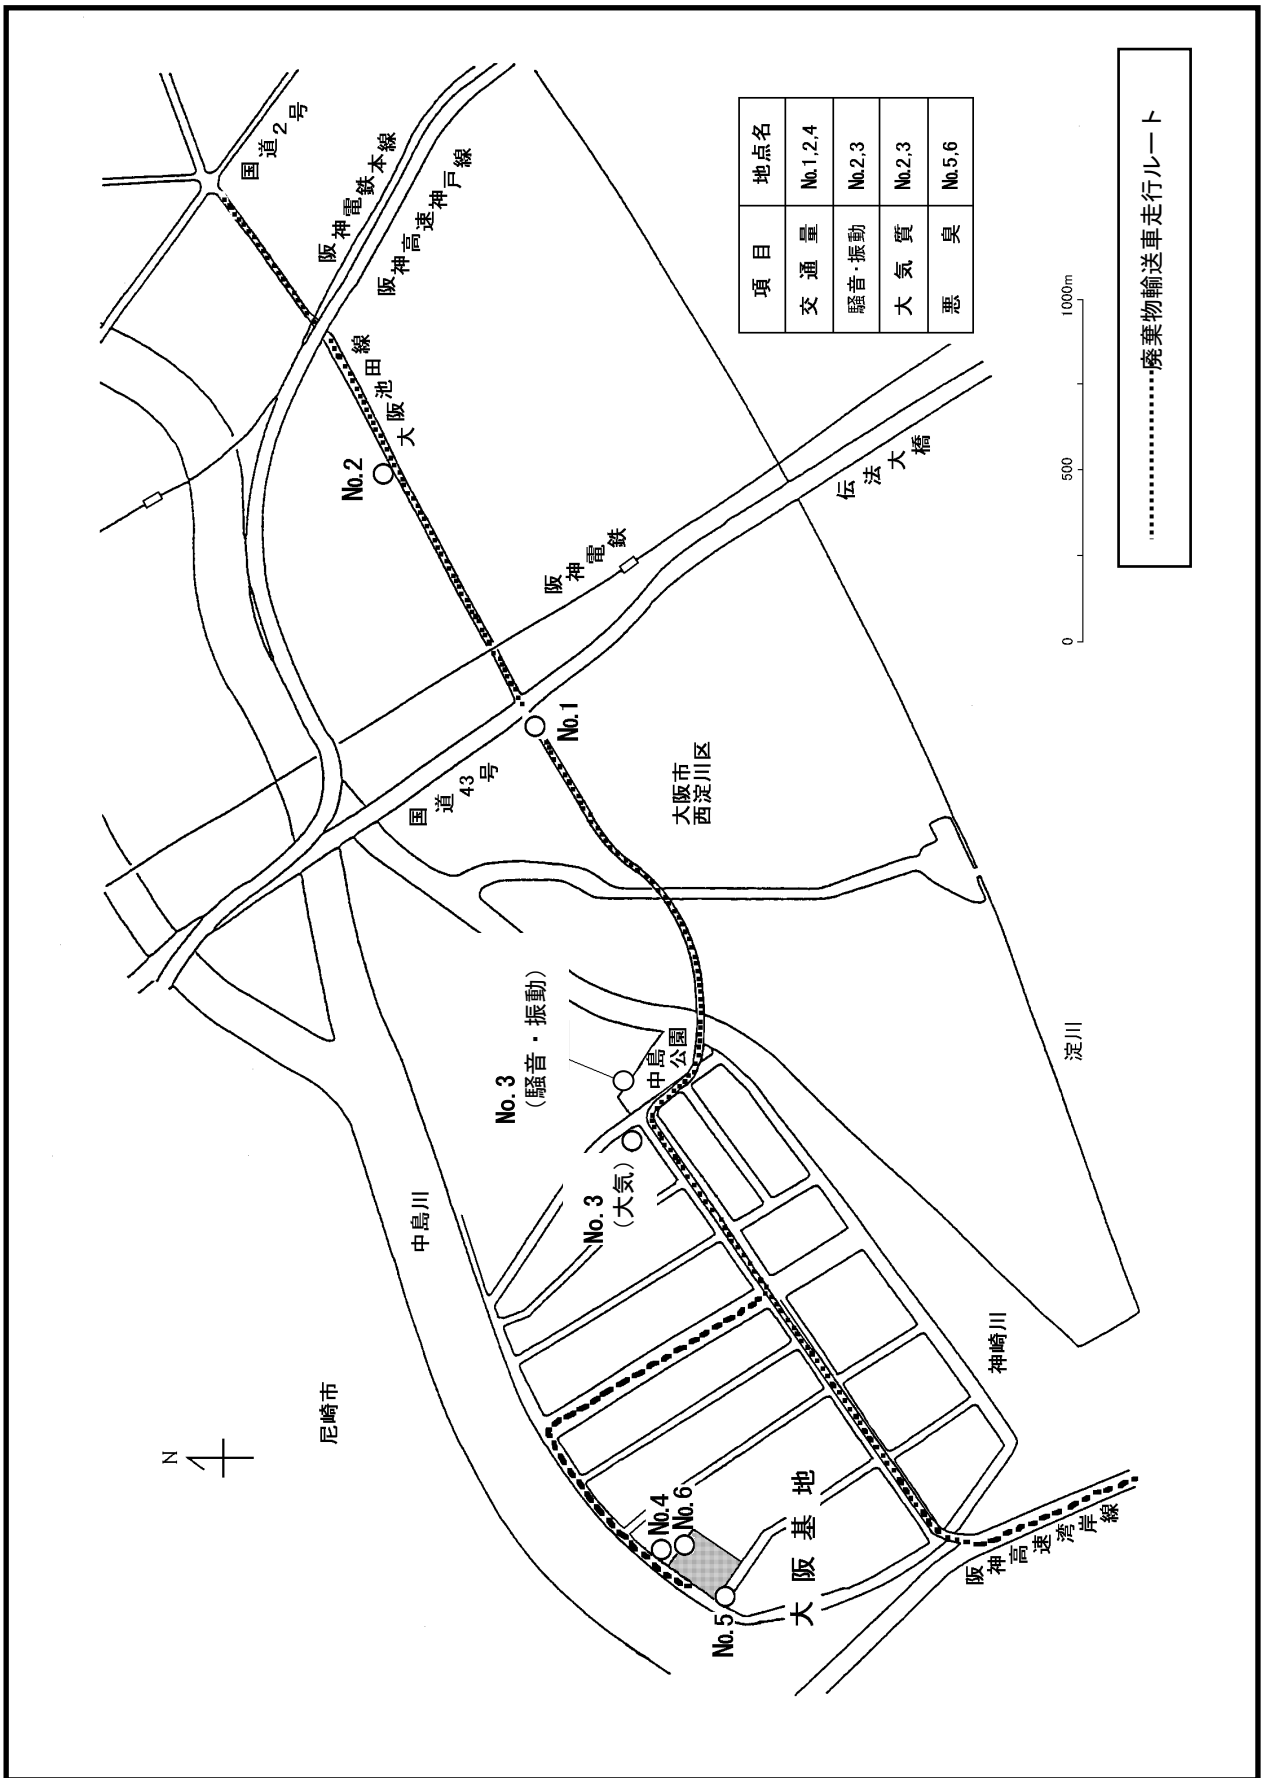 N
尼崎市
中島川
国道2号
阪神電鉄本線
阪神高速神戸線
大阪池田線
No.2
阪神電鉄
国道43号
No.1
伝法大橋
大阪市
西淀川区
No.3
(騒音・振動)
中島
公園
No.3
(大気)
No.4
No.6
No.5
大阪基地
神崎川
淀川
阪神高速湾岸線
項目 地点名
交通量 No.1,2,4
騒音・振動 No.2,3
大気質 No.2,3
悪臭 No.5,6
0 500 1000m
廃棄物輸送車走行ルート